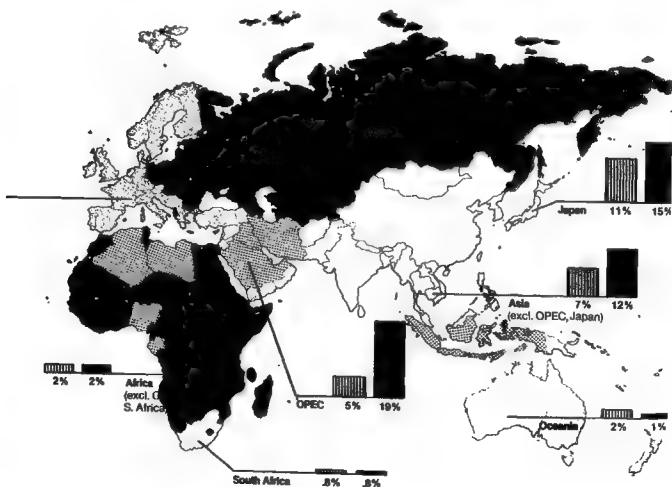 Japan 11% 15%
7% 12%
Asia
(excl. OPEC, Japan)
2% 2% Africa
(excl.
S. Africa
OPEC 5% 19%
Oceania 2% 1%
South Africa .8% .8%